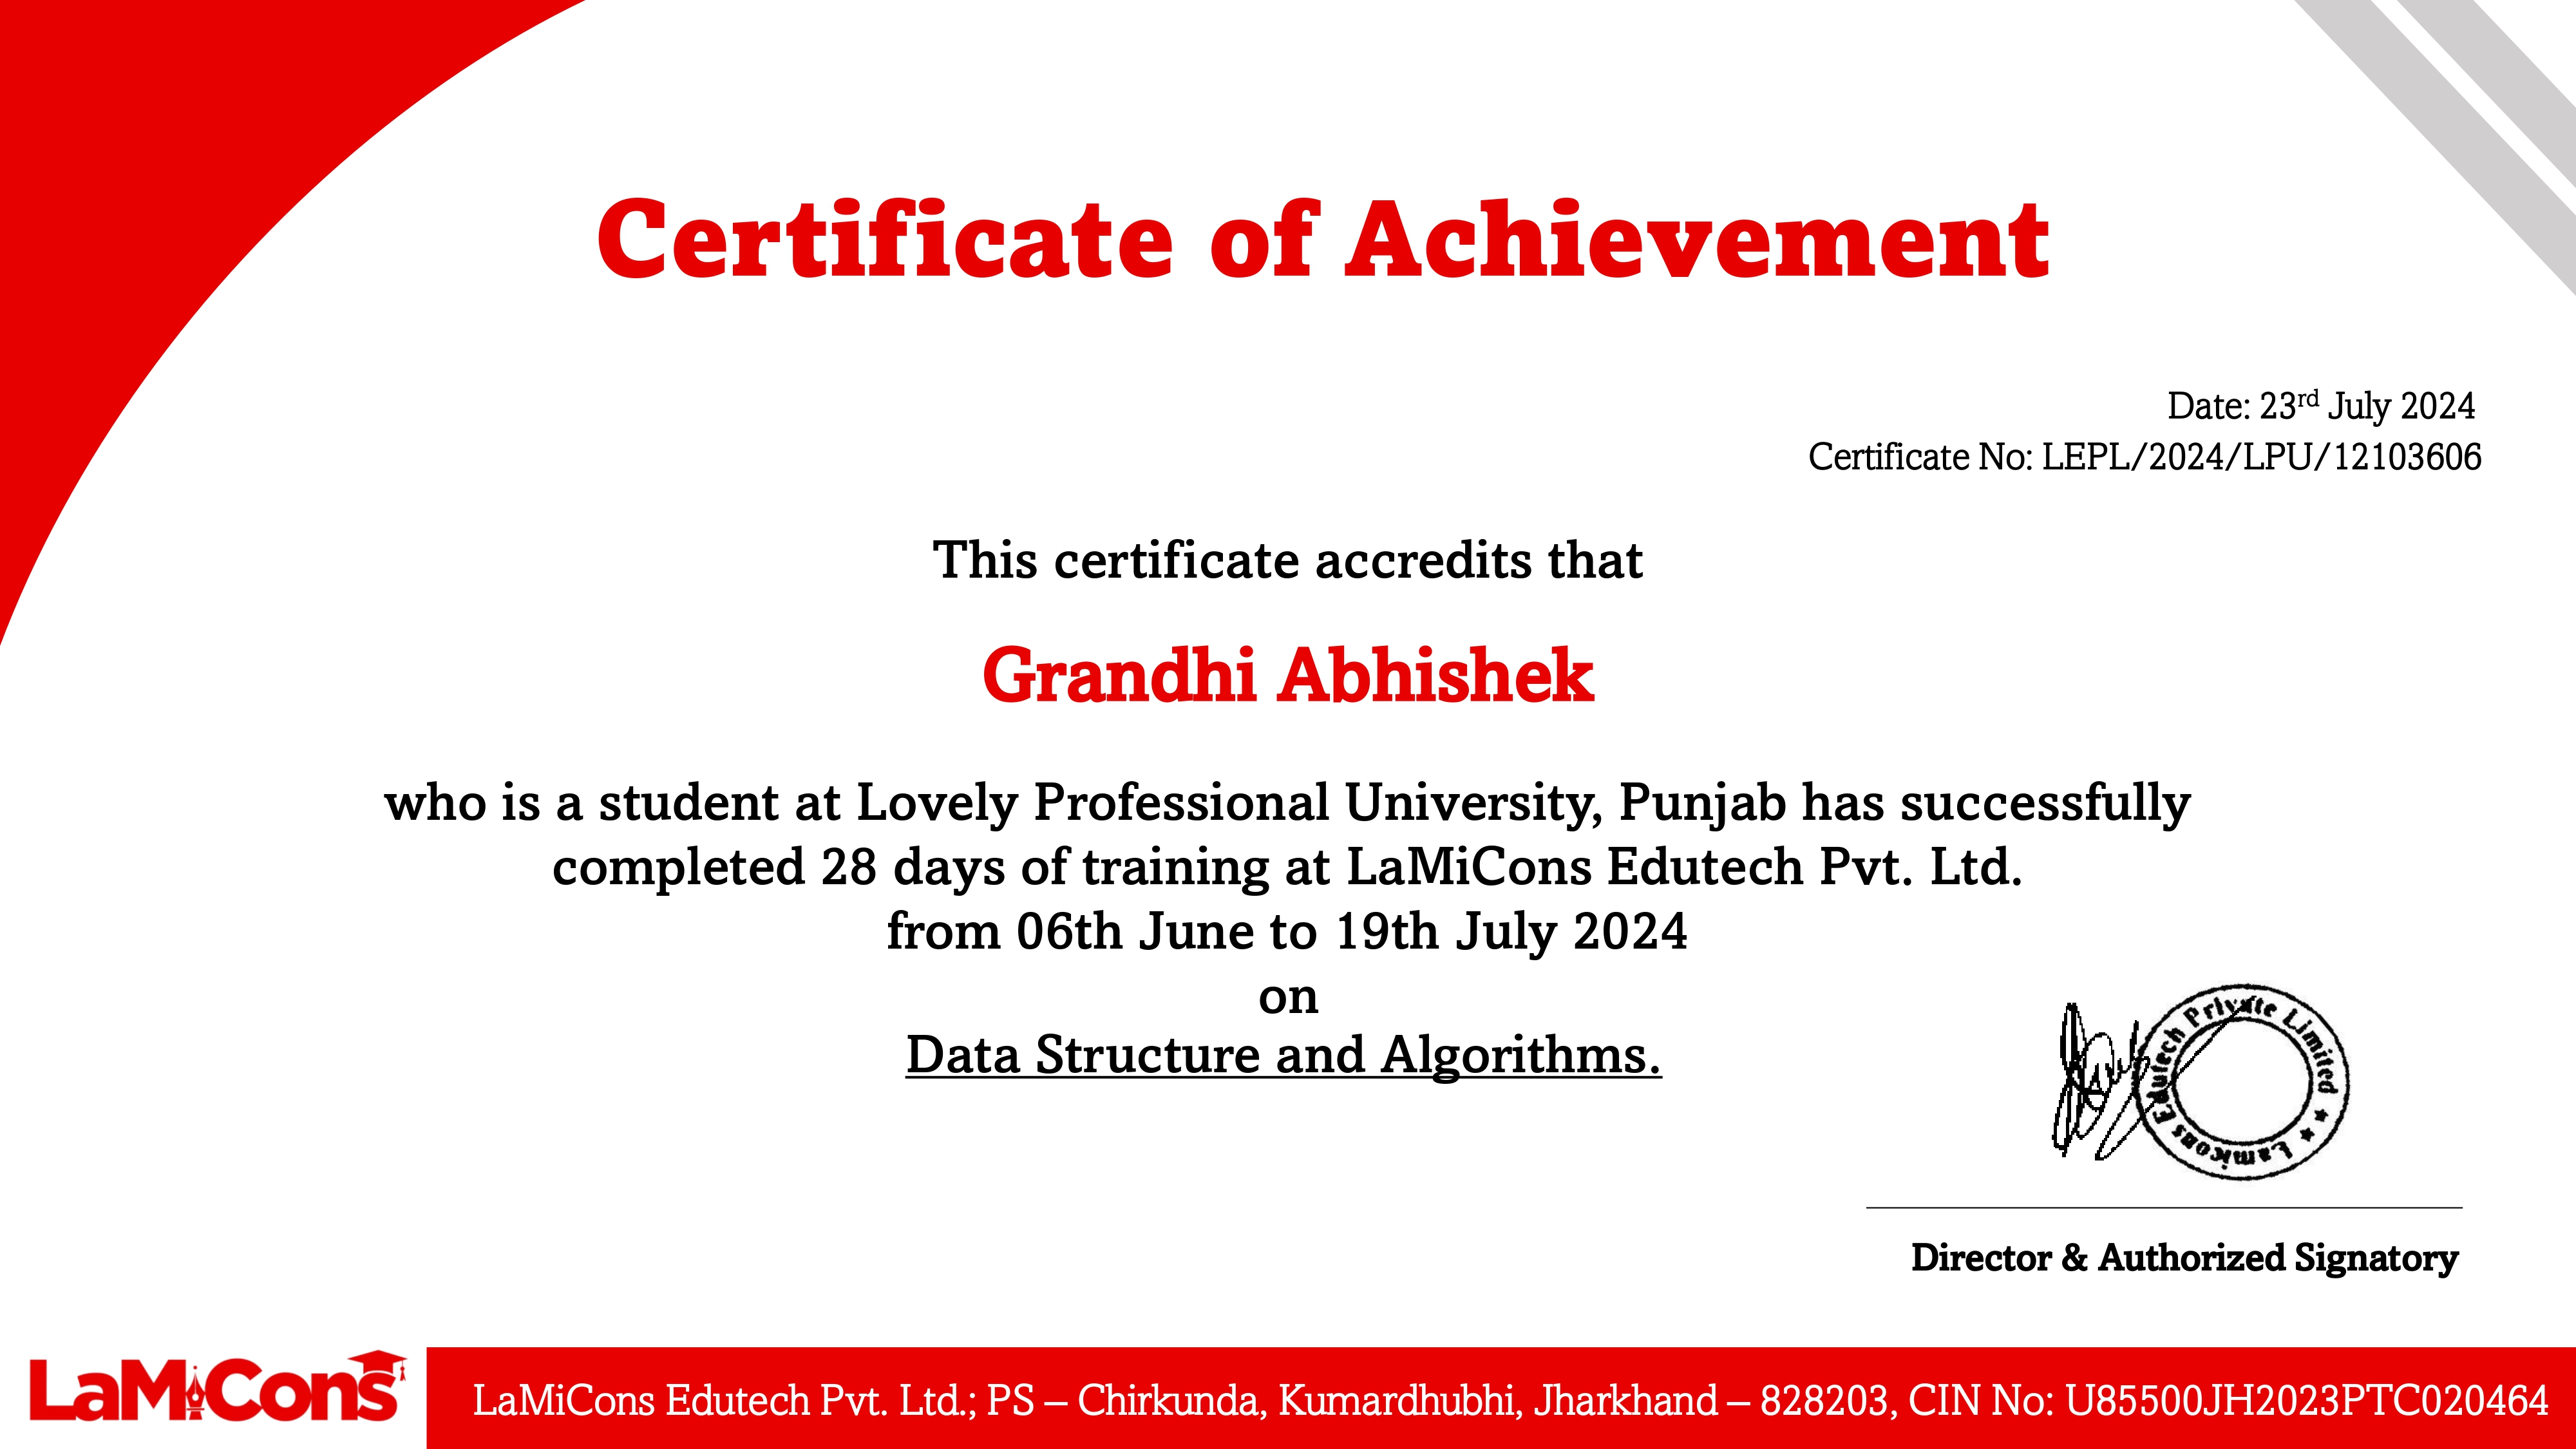 Certificate of Achievement
Date: 23rd July 2024
Certificate No: LEPL/2024/LPU/12103606
This certificate accredits that
Grandhi Abhishek
who is a student at Lovely Professional University, Punjab has successfully
completed 28 days of training at LaMiCons Edutech Pvt. Ltd.
from 06th June to 19th July 2024
on
Data Structure and Algorithms.
Lamicons Edutech Private Limited
Director & Authorized Signatory
LaMiCons
LaMiCons Edutech Pvt. Ltd.; PS – Chirkunda, Kumardhubhi, Jharkhand – 828203, CIN No: U85500JH2023PTC020464